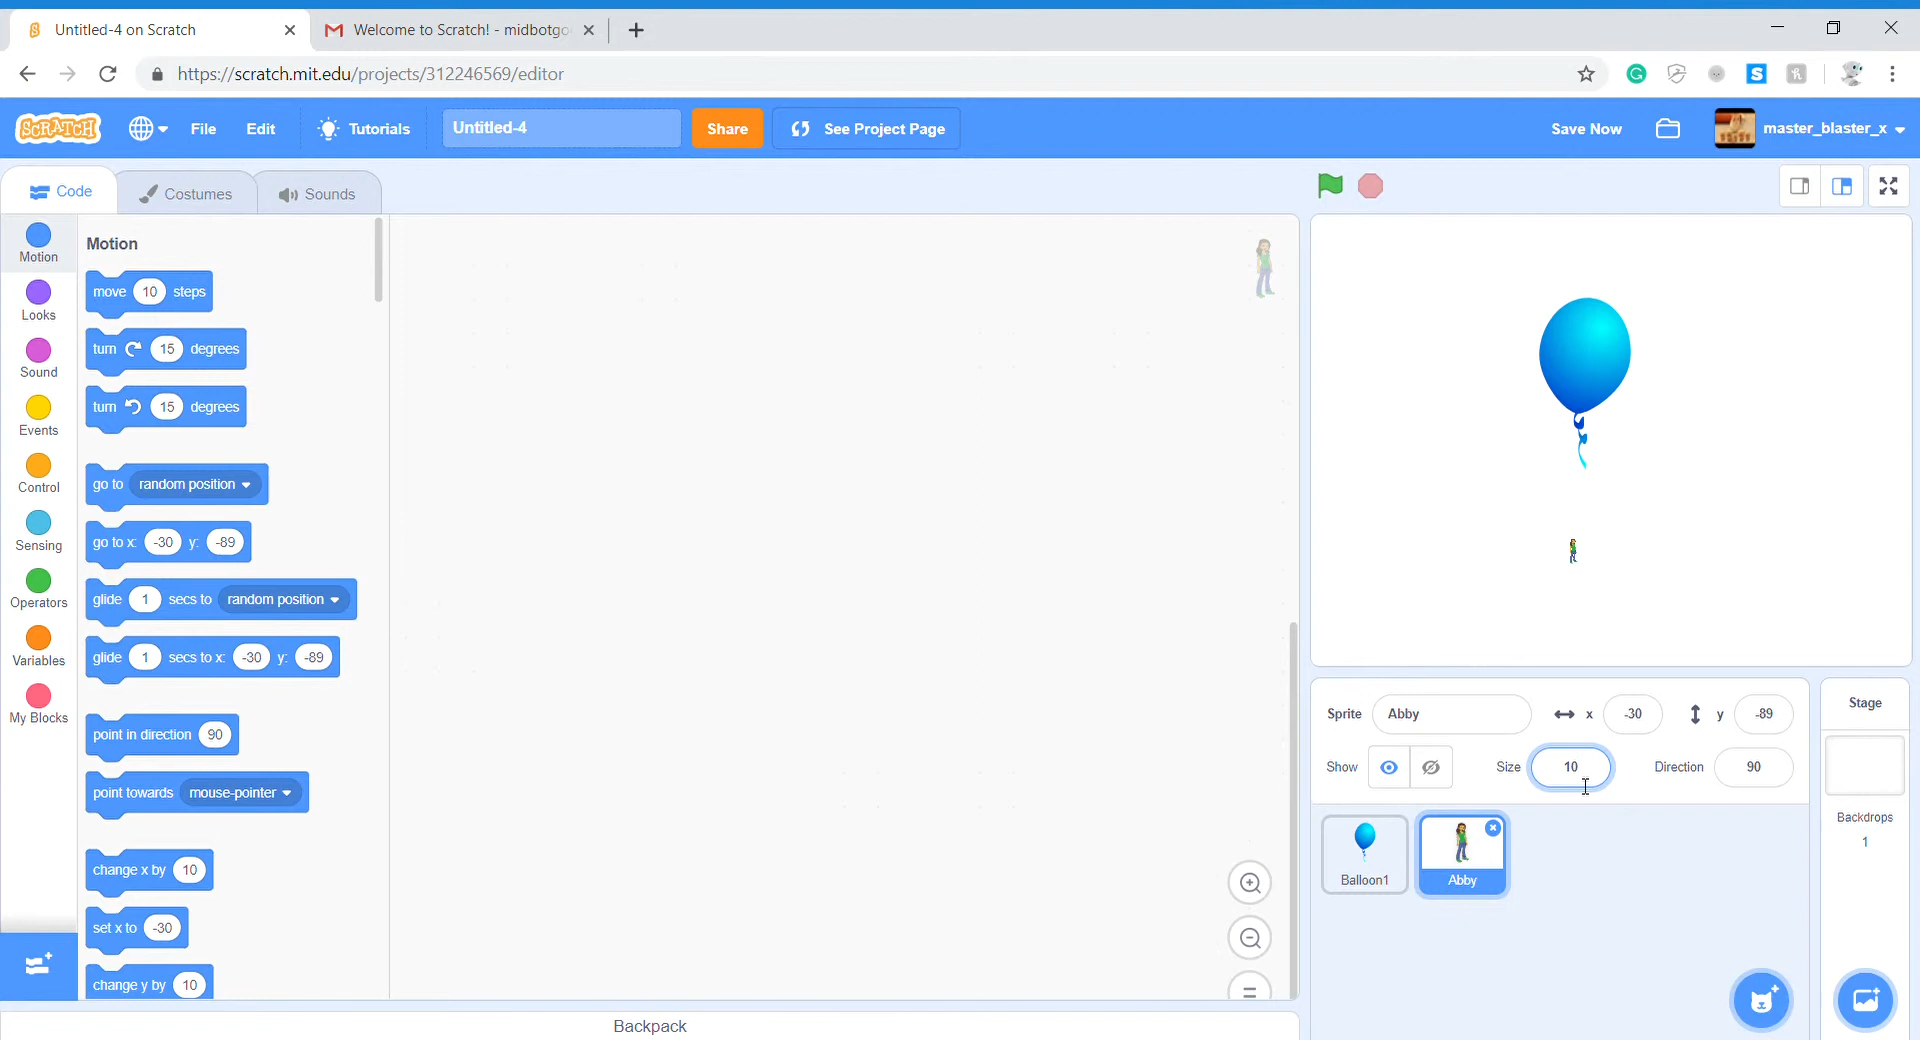 Untitled-4 on Scratch
Welcome to Scratch! - midbotgo
https://scratch.mit.edu/projects/312246569/editor
SCRATCH File Edit Tutorials Untitled-4 Share See Project Page Save Now master_blaster_x
Code Costumes Sounds
Motion
Looks
Sound
Events
Control
Sensing
Operators
Variables
My Blocks
Motion
move 10 steps
turn 15 degrees
turn 15 degrees
go to random position
go to x: -30 y: -89
glide 1 secs to random position
glide 1 secs to x: -30 y: -89
point in direction 90
point towards mouse-pointer
change x by 10
set x to -30
change y by 10
Backpack
Sprite Abby x -30 y -89
Show Size 10 Direction 90
Balloon1
Abby
Stage
Backdrops
1